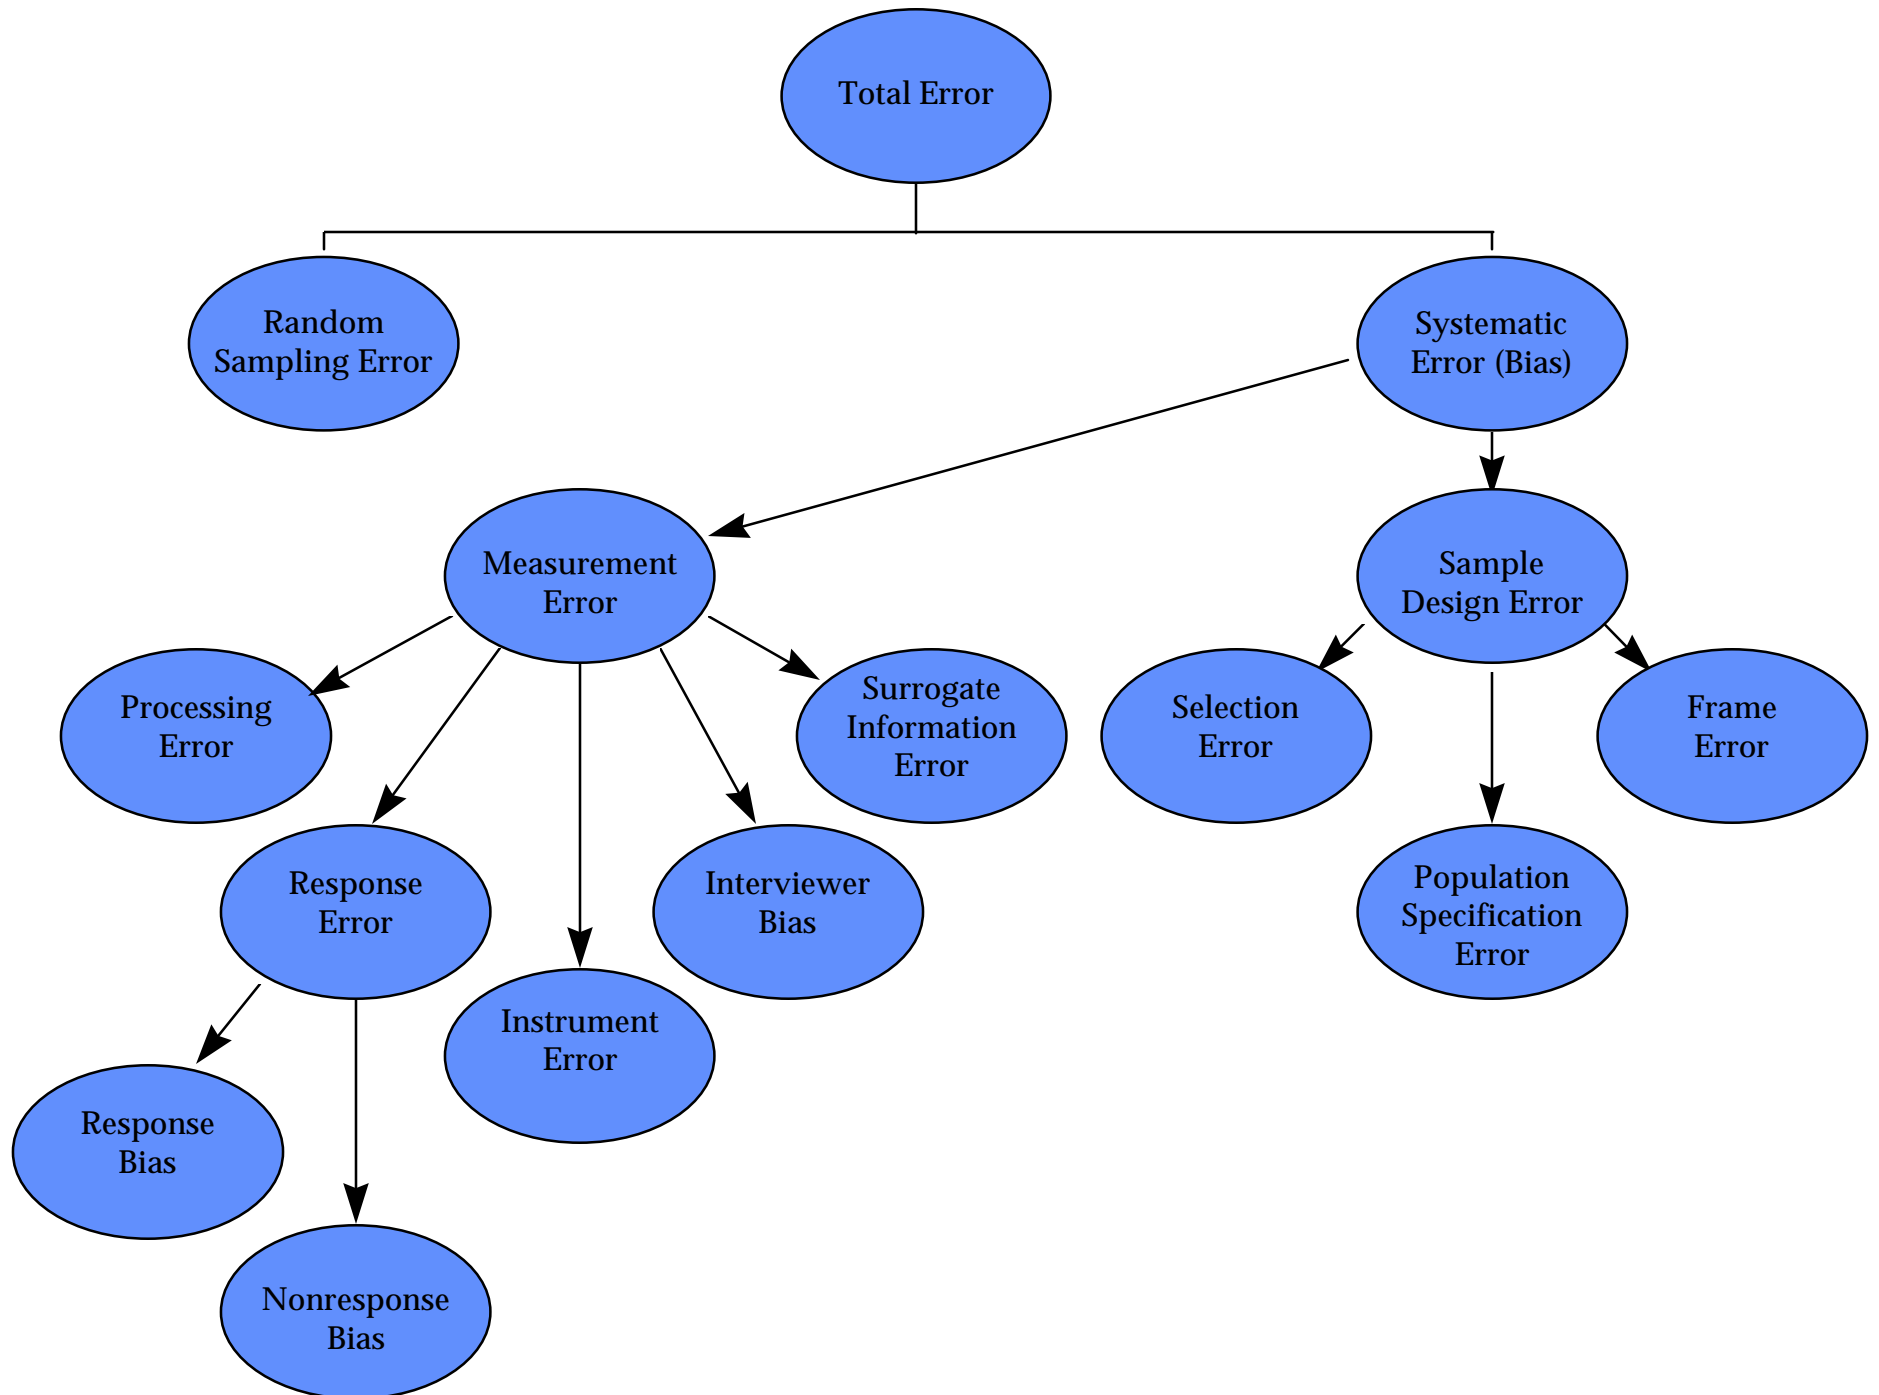 Total Error
Random
Sampling Error
Systematic
Error (Bias)
Measurement
Error
Sample
Design Error
Processing
Error
Surrogate
Information
Error
Selection
Error
Frame
Error
Response
Error
Interviewer
Bias
Population
Specification
Error
Instrument
Error
Response
Bias
Nonresponse
Bias